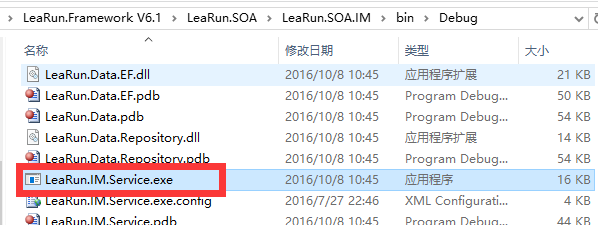 LeaRun.Framework V6.1 > LeaRun.SOA > LeaRun.SOA.IM > bin > Debug
名称 修改日期 类型 大小
LeaRun.Data.EF.dll 2016/10/8 10:45 应用程序扩展 21 KB
LeaRun.Data.EF.pdb 2016/10/8 10:45 Program Debug... 50 KB
LeaRun.Data.pdb 2016/10/8 10:45 Program Debug... 54 KB
LeaRun.Data.Repository.dll 2016/10/8 10:45 应用程序扩展 14 KB
LeaRun.Data.Repository.pdb 2016/10/8 10:45 Program Debug... 54 KB
LeaRun.IM.Service.exe 2016/10/8 10:45 应用程序 16 KB
LeaRun.IM.Service.exe.config 2016/7/27 22:46 XML Configurati... 4 KB
LeaRun.IM.Service.pdb 2016/10/8 10:45 Program Debug... 44 KB